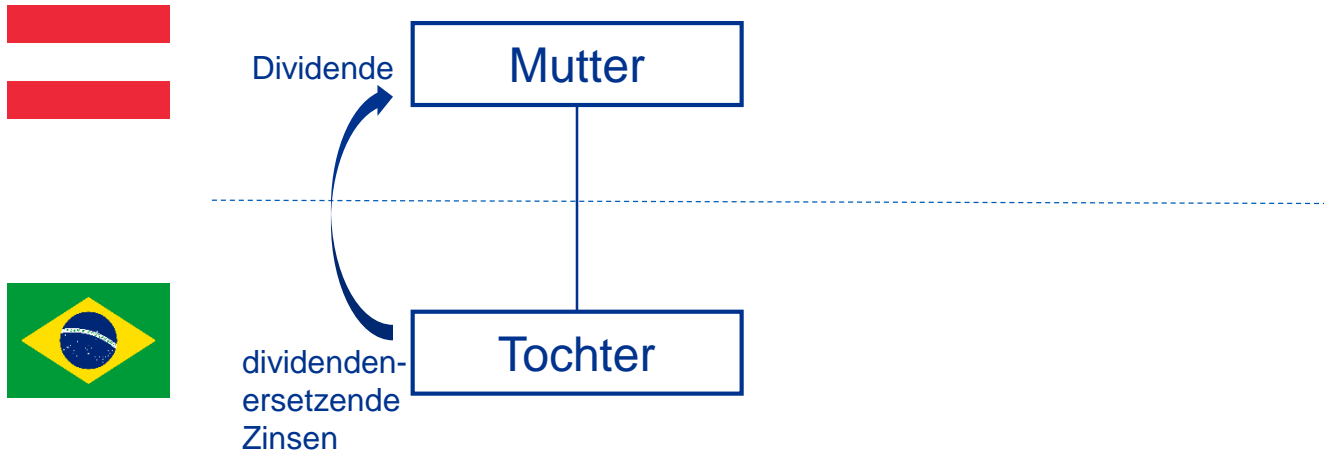 Mutter
Dividende
Tochter
dividenden-
ersetzende
Zinsen